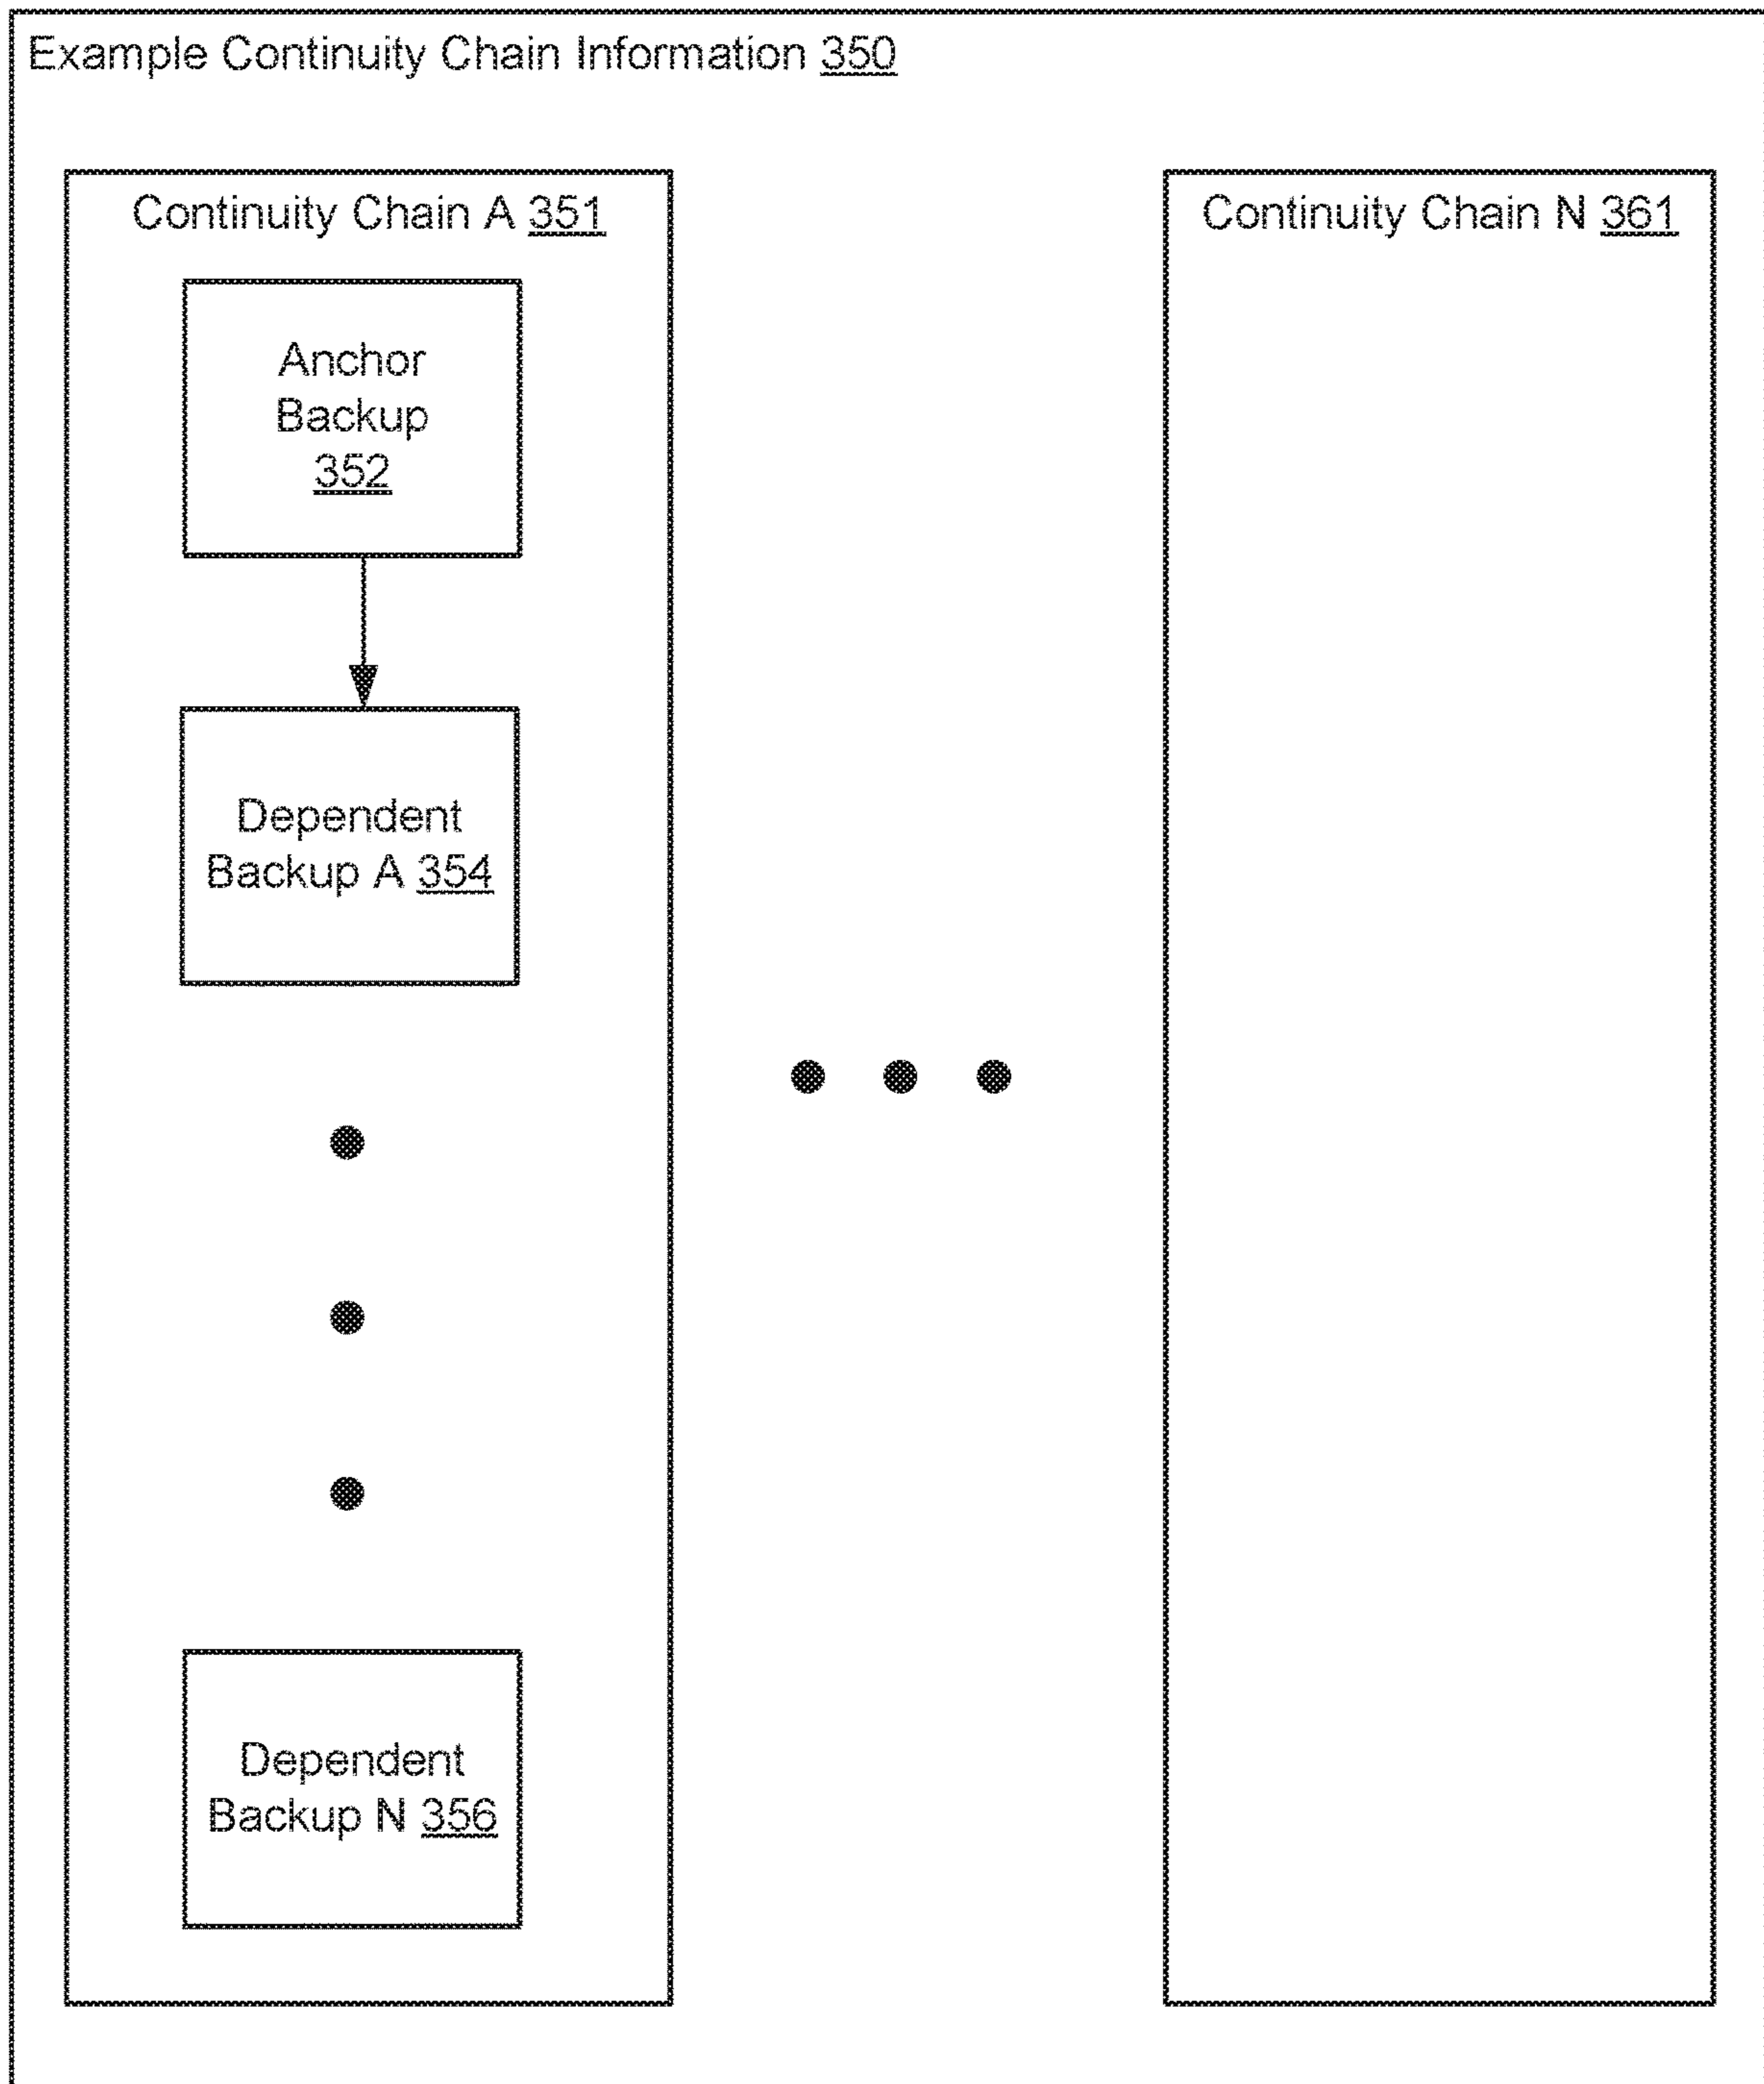 Example Continuity Chain Information 350
Continuity Chain A 351
Anchor
Backup
352
Dependent
Backup A 354
Dependent
Backup N 356
Continuity Chain N 361